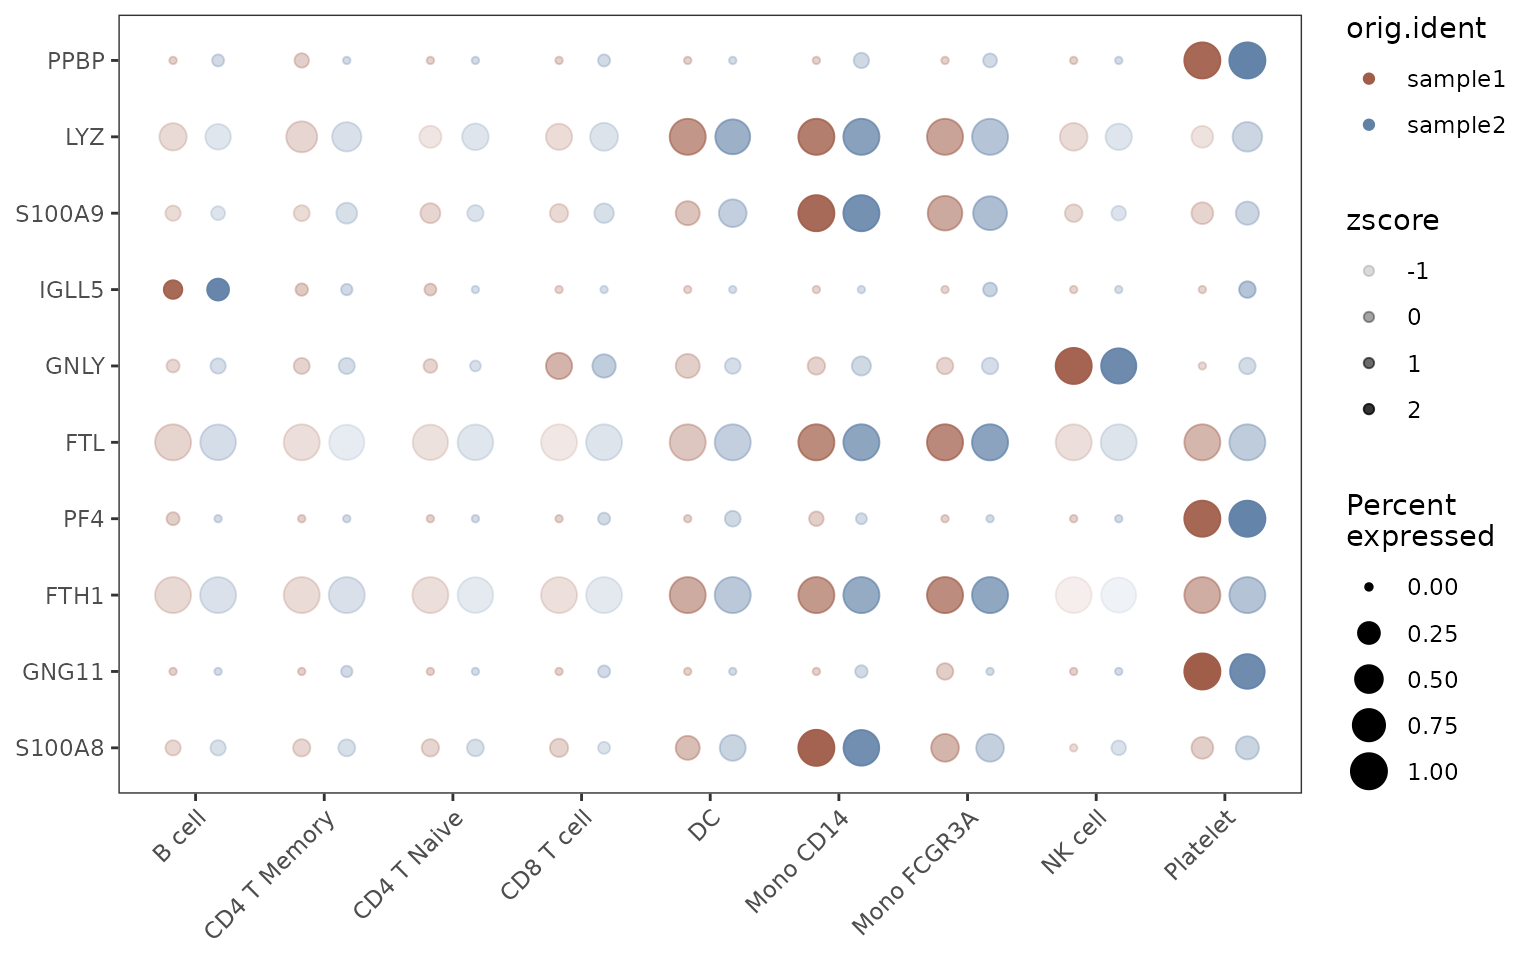 PPBP
LYZ
S100A9
IGLL5
GNLY
FTL
PF4
FTH1
GNG11
S100A8
B cell
CD4 T Memory
CD4 T Naive
CD8 T cell
DC
Mono CD14
Mono FCGR3A
NK cell
Platelet
orig.ident
sample1
sample2
zscore
-1
0
1
2
Percent
expressed
0.00
0.25
0.50
0.75
1.00